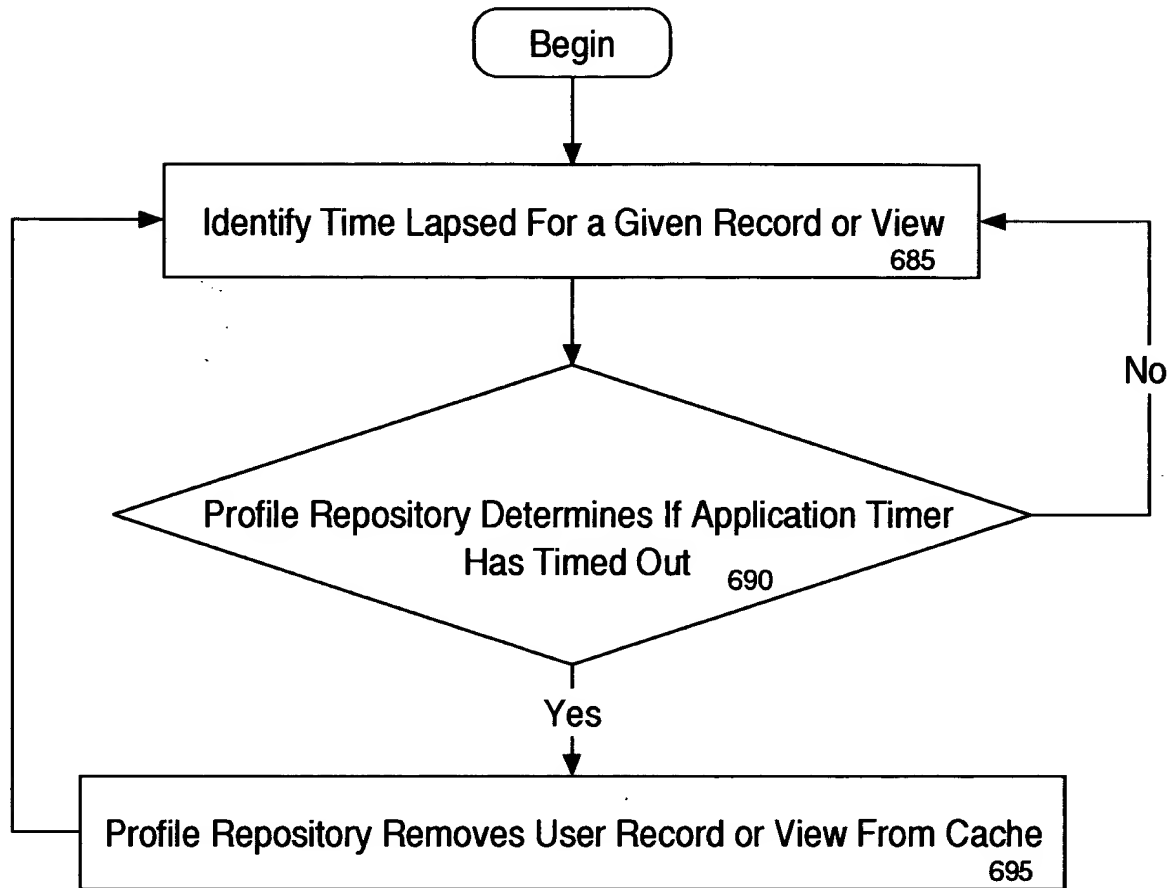 Begin
Identify Time Lapsed For a Given Record or View
685
No
Profile Repository Determines If Application Timer
Has Timed Out 690
Yes
Profile Repository Removes User Record or View From Cache
695